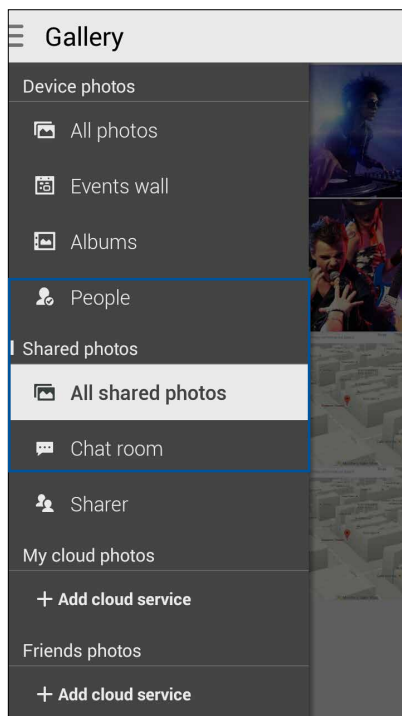 Gallery
Device photos
All photos
Events wall
Albums
People
Shared photos
All shared photos
Chat room
Sharer
My cloud photos
+ Add cloud service
Friends photos
+ Add cloud service